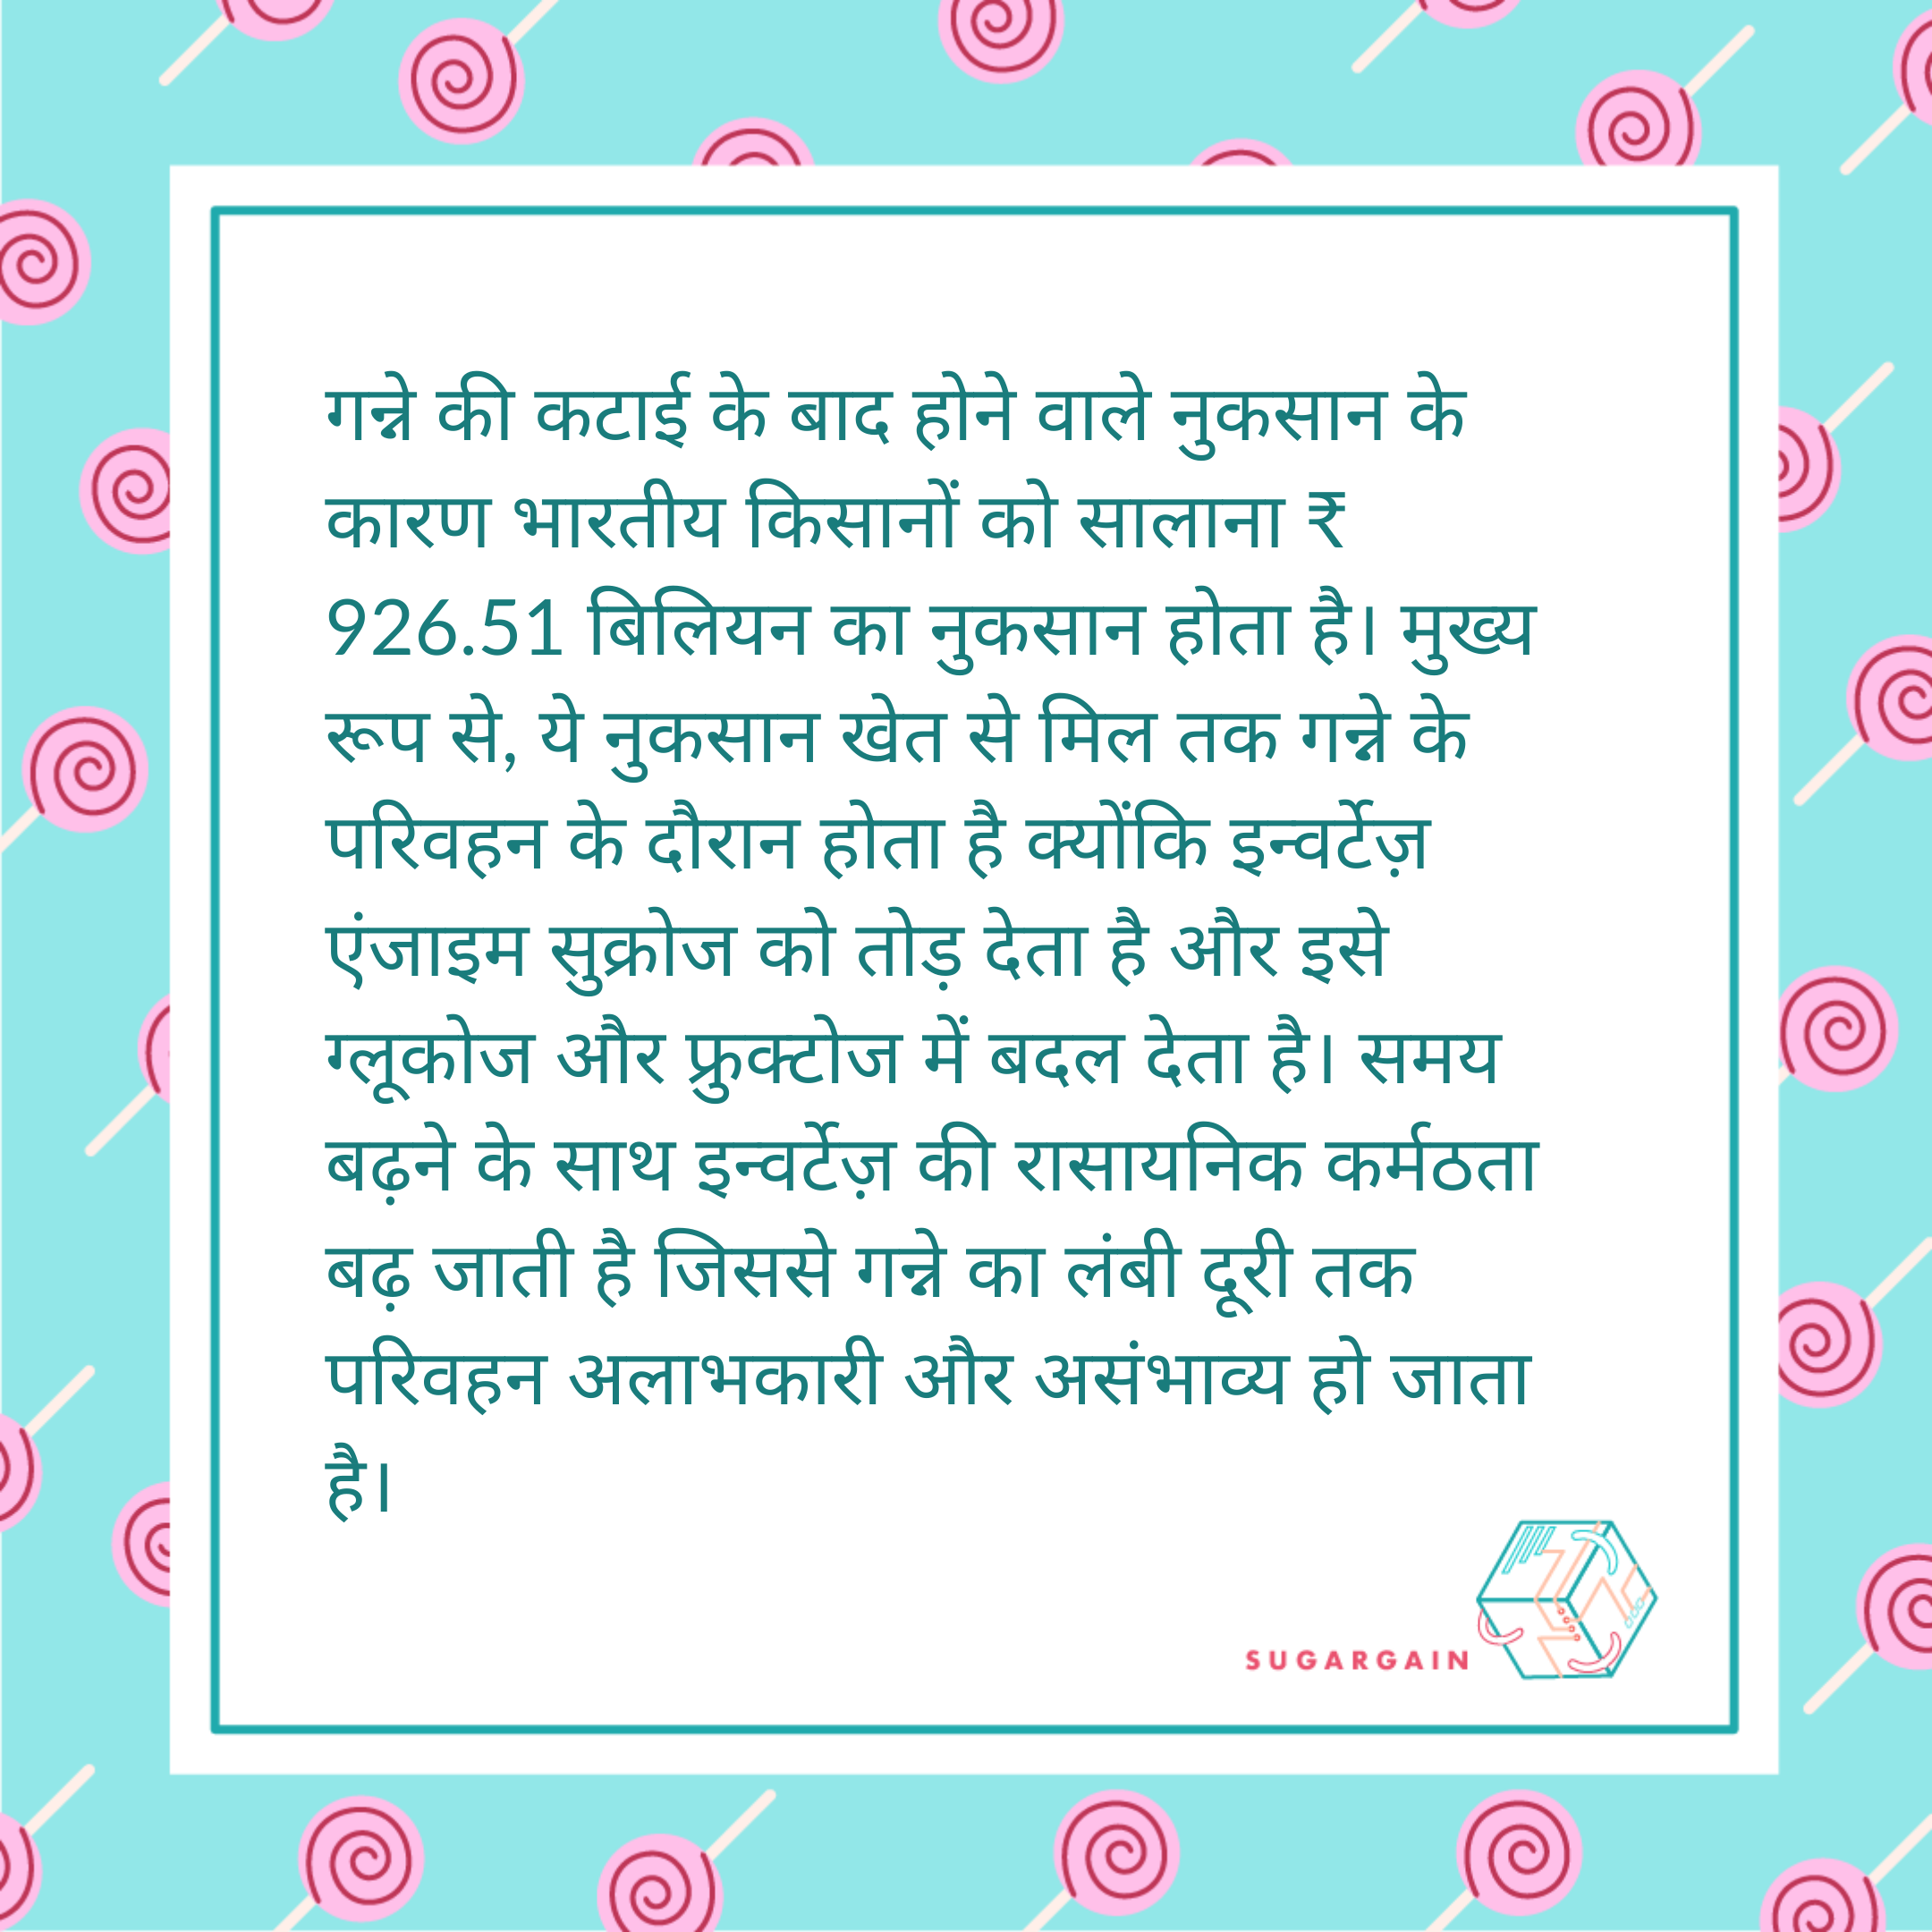 गन्ने की कटाई के बाद होने वाले नुकसान के
कारण भारतीय किसानों को सालाना ₹
926.51 बिलियन का नुकसान होता है। मुख्य
रूप से, ये नुकसान खेत से मिल तक गन्ने के
परिवहन के दौरान होता है क्योंकि इन्वर्टेज़
एंजाइम सुक्रोज को तोड़ देता है और इसे
ग्लूकोज और फ्रुक्टोज में बदल देता है। समय
बढ़ने के साथ इन्वर्टेज़ की रासायनिक कर्मठता
बढ़ जाती है जिससे गन्ने का लंबी दूरी तक
परिवहन अलाभकारी और असंभाव्य हो जाता
है।
SUGARGAIN